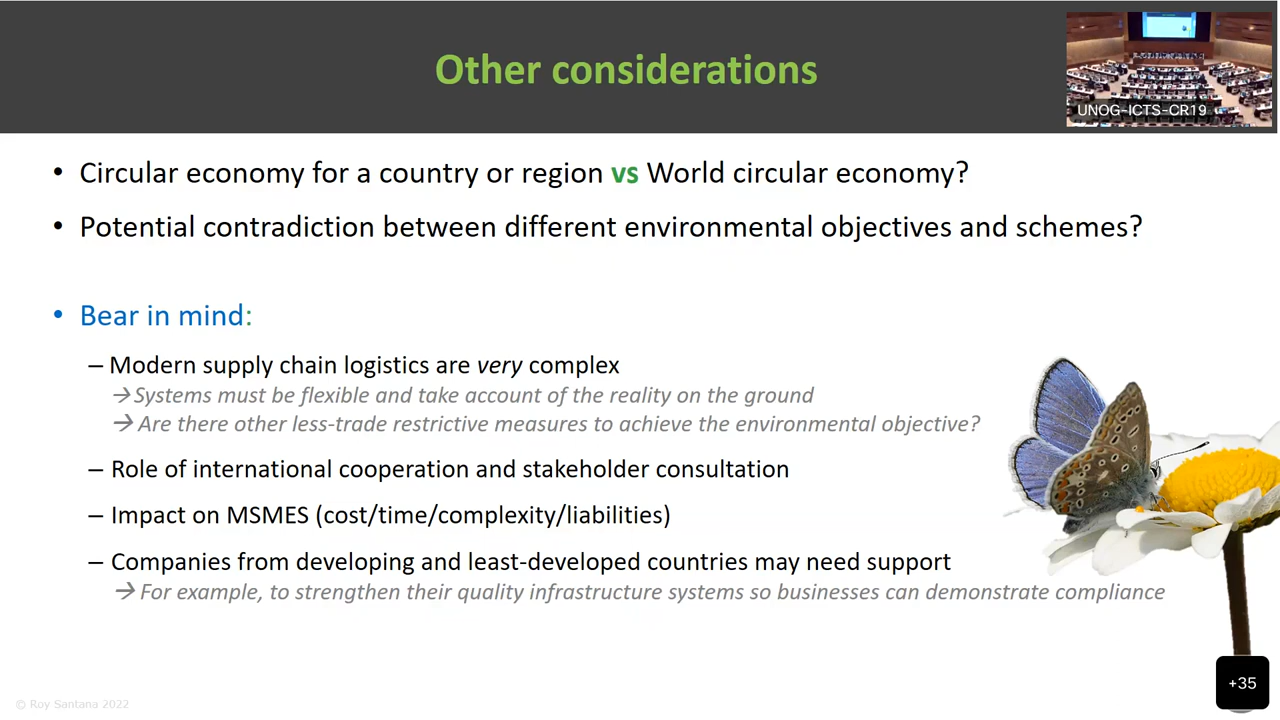 Other considerations
UNOG-ICTS-CR19
• Circular economy for a country or region vs World circular economy?
• Potential contradiction between different environmental objectives and schemes?
• Bear in mind:
– Modern supply chain logistics are very complex
→ Systems must be flexible and take account of the reality on the ground
→ Are there other less-trade restrictive measures to achieve the environmental objective?
– Role of international cooperation and stakeholder consultation
– Impact on MSMES (cost/time/complexity/liabilities)
– Companies from developing and least-developed countries may need support
→ For example, to strengthen their quality infrastructure systems so businesses can demonstrate compliance
+35
© Roy Santana 2022